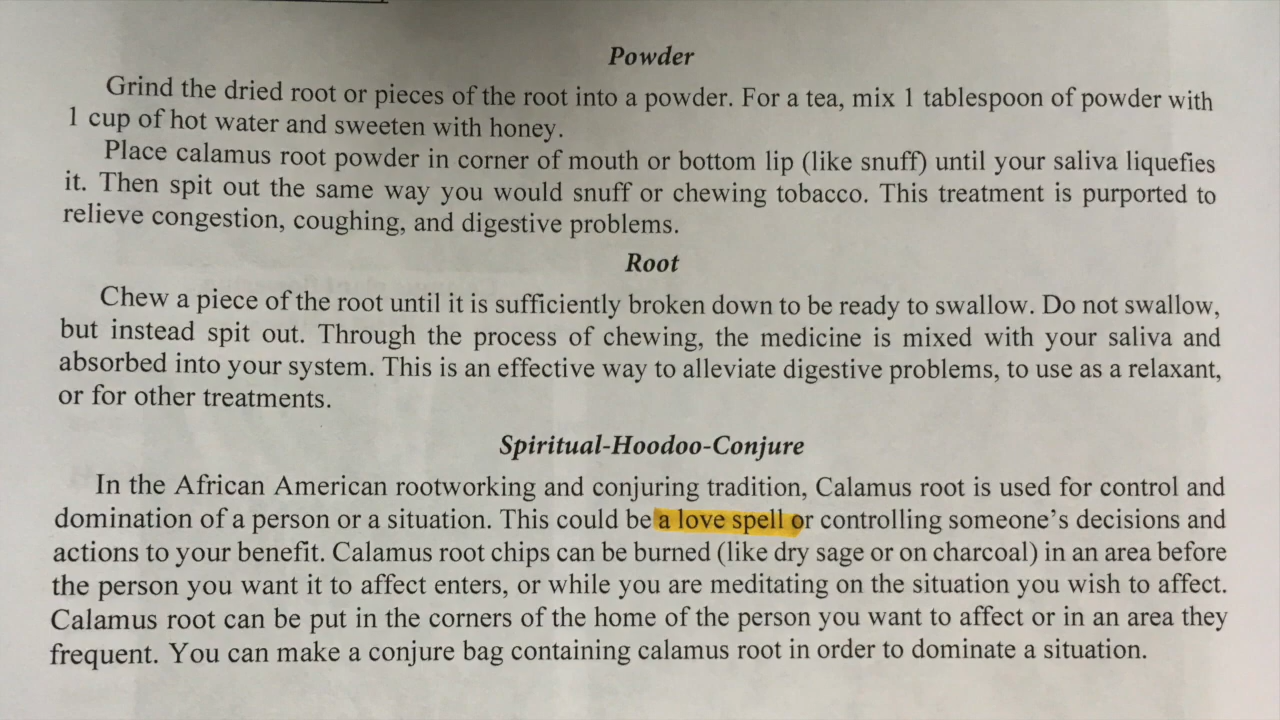 Powder
Grind the dried root or pieces of the root into a powder. For a tea, mix 1 tablespoon of powder with
1 cup of hot water and sweeten with honey.
Place calamus root powder in corner of mouth or bottom lip (like snuff) until your saliva liquefies
it. Then spit out the same way you would snuff or chewing tobacco. This treatment is purported to
relieve congestion, coughing, and digestive problems.
Root
Chew a piece of the root until it is sufficiently broken down to be ready to swallow. Do not swallow,
but instead spit out. Through the process of chewing, the medicine is mixed with your saliva and
absorbed into your system. This is an effective way to alleviate digestive problems, to use as a relaxant,
or for other treatments.
Spiritual-Hoodoo-Conjure
In the African American rootworking and conjuring tradition, Calamus root is used for control and
domination of a person or a situation. This could be a love spell or controlling someone’s decisions and
actions to your benefit. Calamus root chips can be burned (like dry sage or on charcoal) in an area before
the person you want it to affect enters, or while you are meditating on the situation you wish to affect.
Calamus root can be put in the corners of the home of the person you want to affect or in an area they
frequent. You can make a conjure bag containing calamus root in order to dominate a situation.